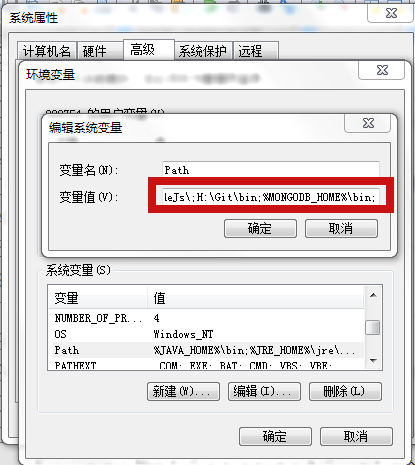 系统属性
计算机名 硬件 高级 系统保护 远程
环境变量
的用户变量(U)
编辑系统变量
变量名(N): Path
变量值(V): leJs\;H:\Git\bin;%MONGODB_HOME%\bin;
确定 取消
系统变量(S)
变量 值
NUMBER_OF_PR... 4
OS Windows_NT
Path %JAVA_HOME%\bin;%JRE_HOME%\jre\...
PATHEXT .COM;.EXE;.BAT;.CMD;.VBS;.VBE;
新建(W)... 编辑(I)... 删除(L)
确定 取消